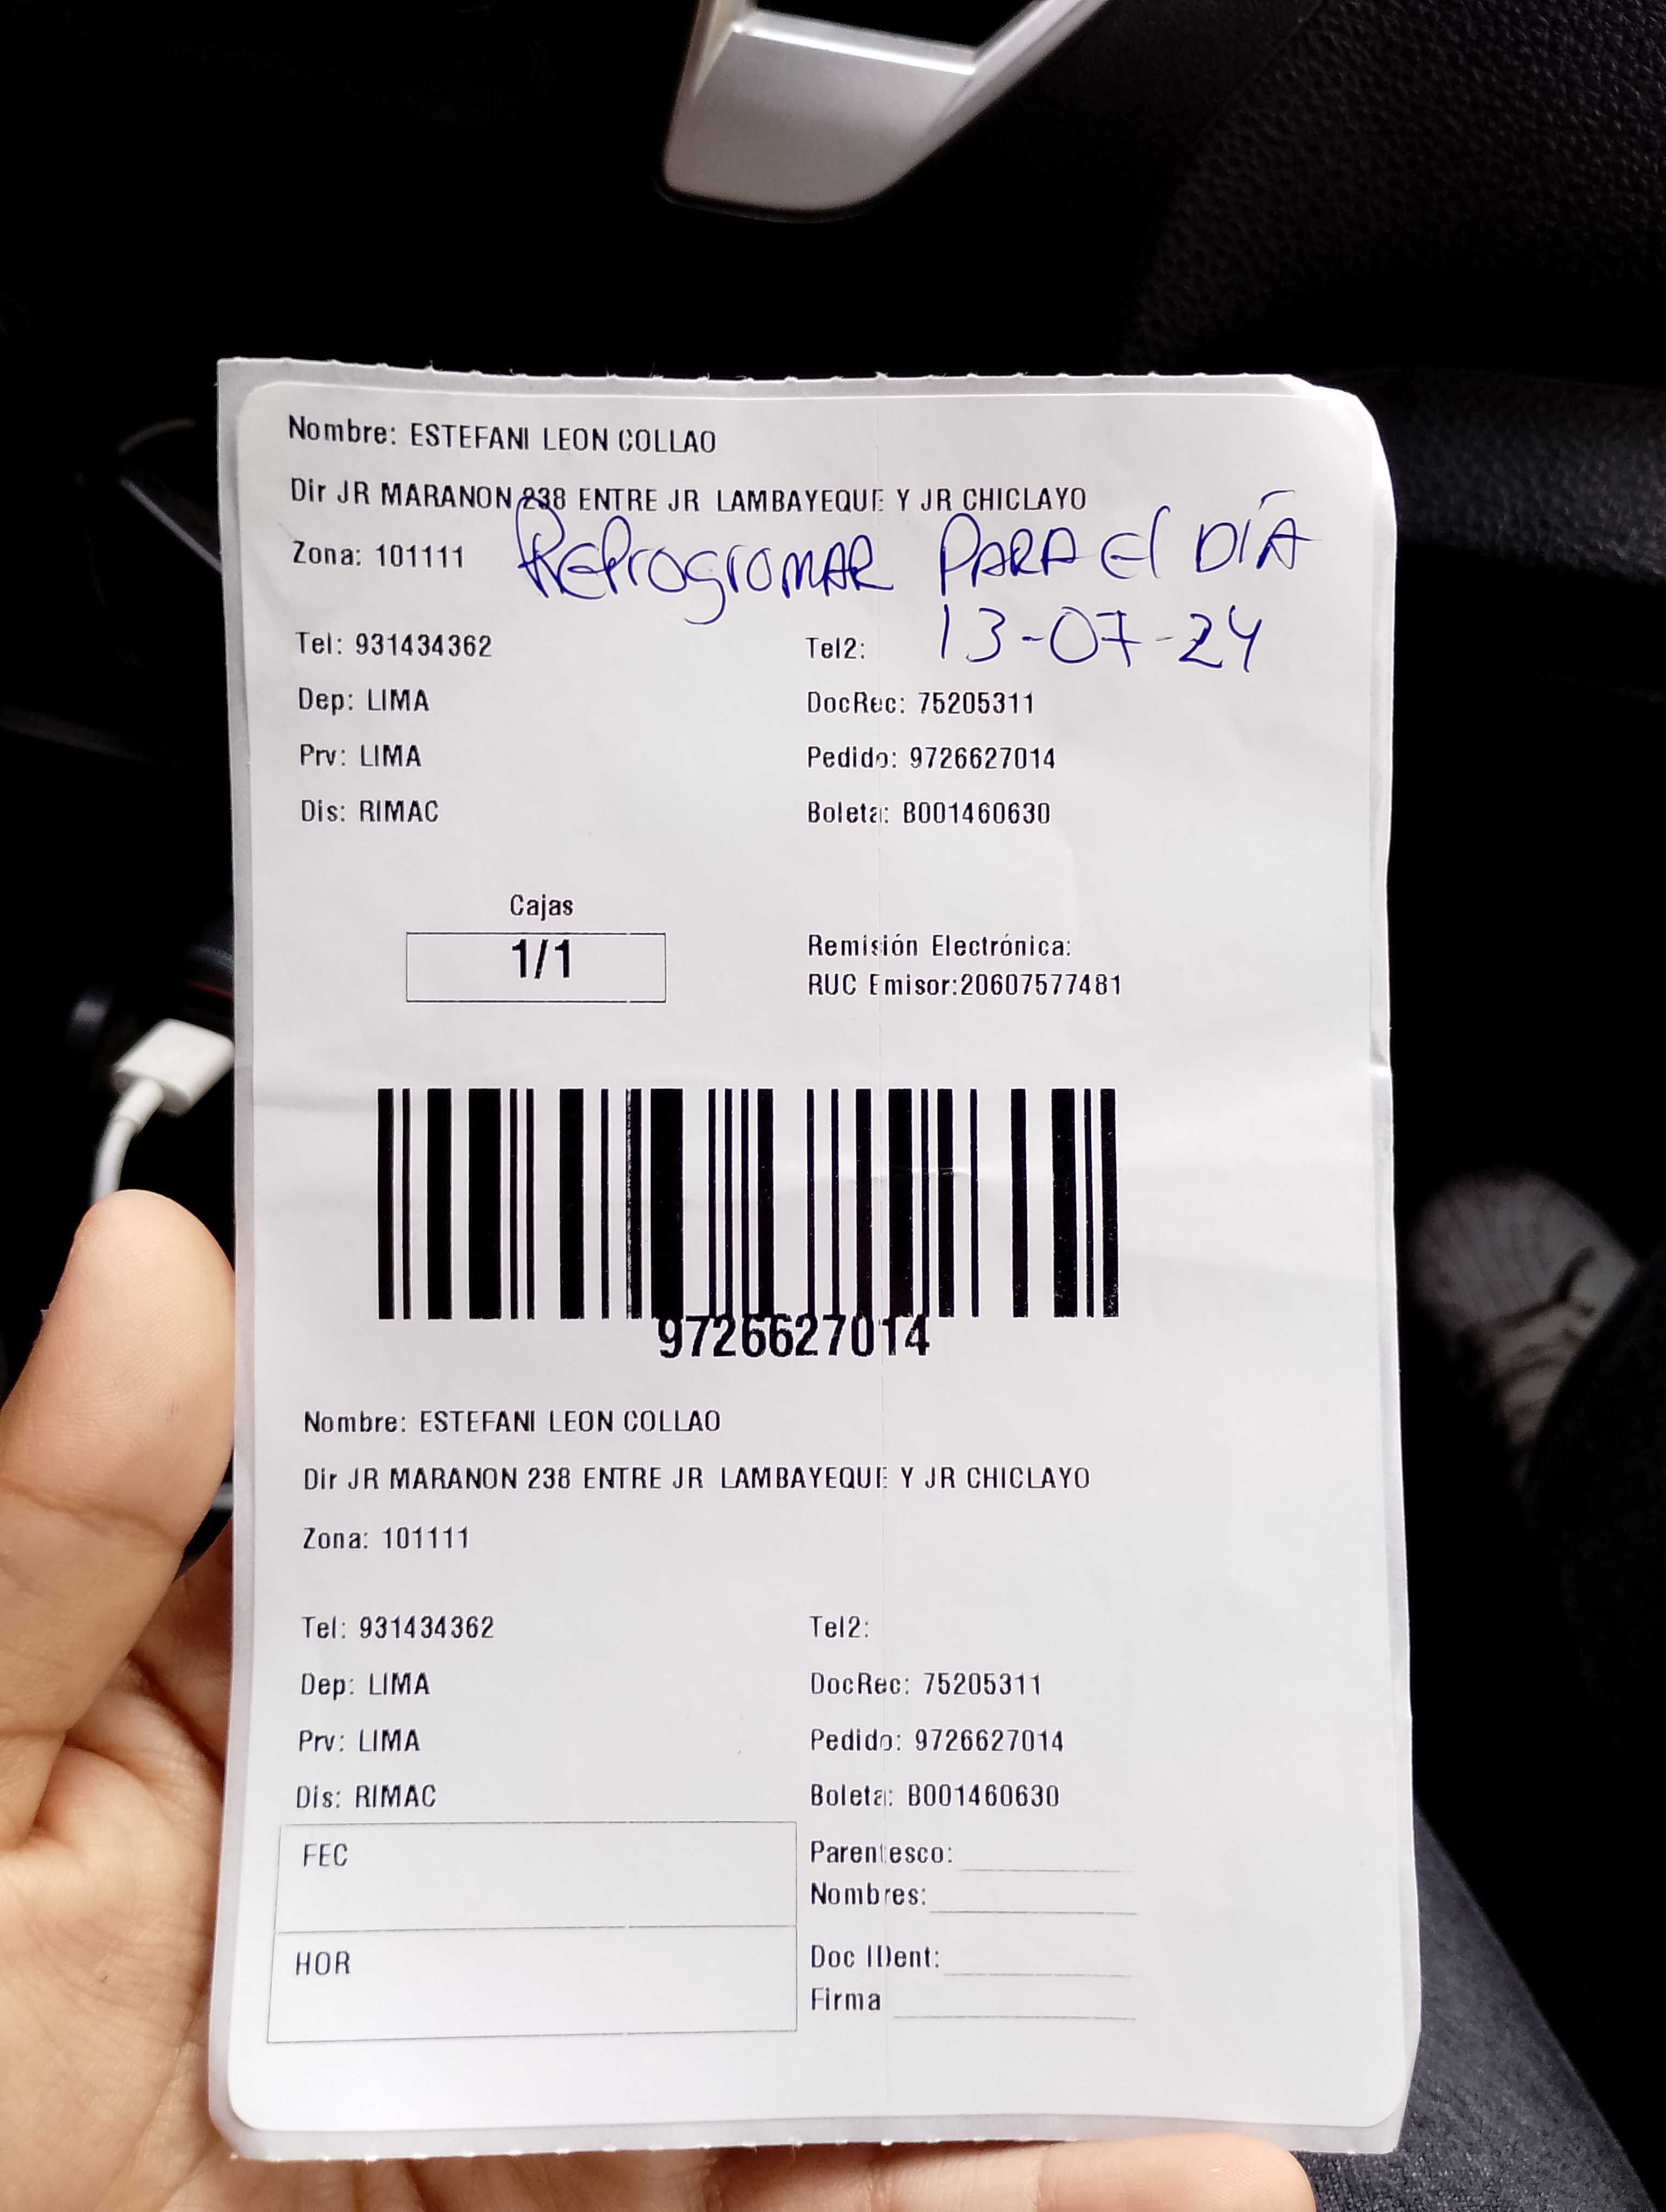 Nombre: ESTEFANI LEON COLLAO
Dir JR MARANON 238 ENTRE JR LAMBAYEQUE Y JR CHICLAYO
Zona: 101111
REProgromAR PARA El DÍA
13-07-24
Tel: 931434362 Tel2:
Dep: LIMA DocRec: 75205311
Prv: LIMA Pedido: 9726627014
Dis: RIMAC Boleta: B001460630
Cajas
1/1
Remisión Electrónica:
RUC Emisor:20607577481
9726627014
Nombre: ESTEFANI LEON COLLAO
Dir JR MARANON 238 ENTRE JR LAMBAYEQUE Y JR CHICLAYO
Zona: 101111
Tel: 931434362 Tel2:
Dep: LIMA DocRec: 75205311
Prv: LIMA Pedido: 9726627014
Dis: RIMAC Boleta: B001460630
FEC
HOR
Parentesco:
Nombres:
Doc IDent:
Firma